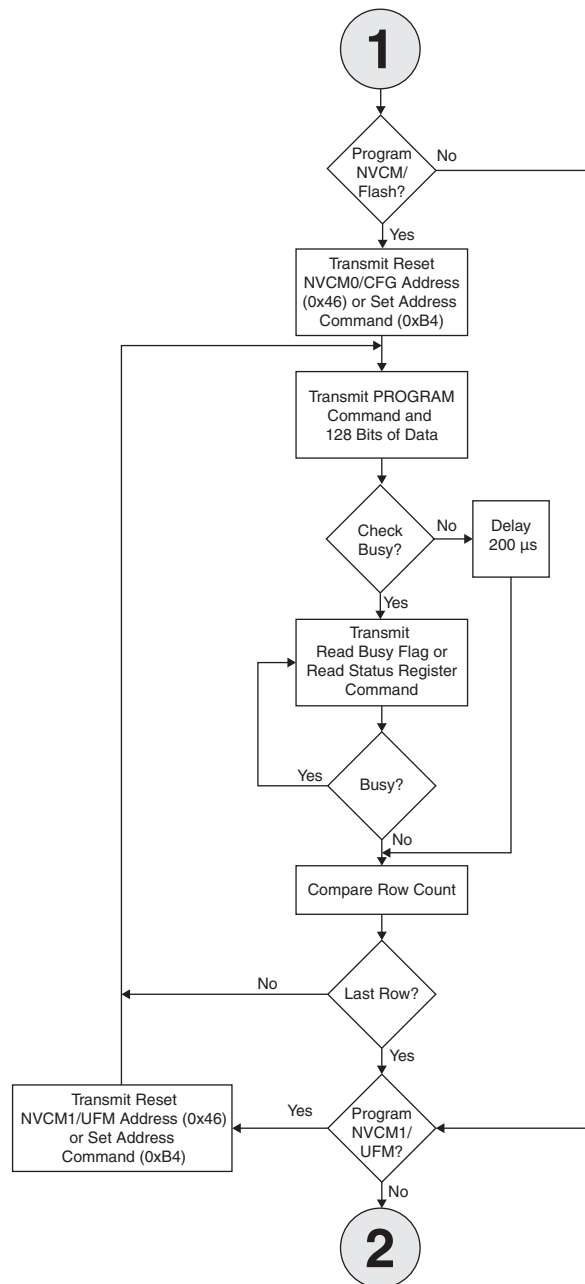 1
Program
NVCM/
Flash?
No
Yes
Transmit Reset
NVCM0/CFG Address
(0x46) or Set Address
Command (0xB4)
Transmit PROGRAM
Command and
128 Bits of Data
Check
Busy?
No
Delay
200 µs
Yes
Transmit
Read Busy Flag or
Read Status Register
Command
Yes
Busy?
No
Compare Row Count
No
Last Row?
Yes
Transmit Reset
NVCM1/UFM Address (0x46)
or Set Address
Command (0xB4)
Yes
Program
NVCM1/
UFM?
No
2